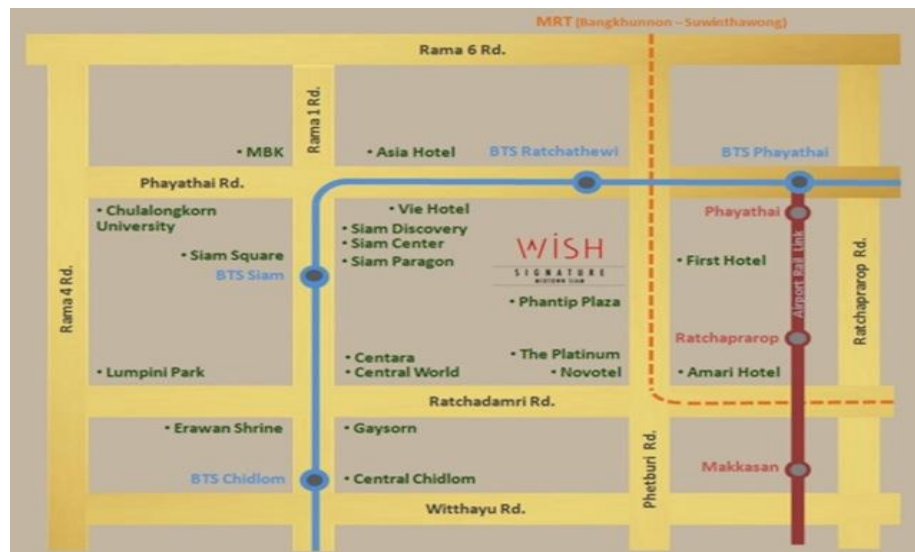 MRT (Bangkhunnon – Suwinthawong)
Rama 6 Rd.
Rama 1 Rd.
• MBK
• Asia Hotel
BTS Ratchathewi
BTS Phayathai
Phayathai Rd.
• Chulalongkorn
University
• Vie Hotel
• Siam Discovery
• Siam Center
• Siam Paragon
• Siam Square
BTS Siam
WISH
SIGNATURE
MIDTOWN SIAM
• Phantip Plaza
Phayathai
• First Hotel
Airport Rail Link
Ratchaprarop Rd.
Rama 4 Rd.
Ratchaprarop
• Lumpini Park
• Centara
• Central World
• The Platinum
• Novotel
• Amari Hotel
Ratchadamri Rd.
• Erawan Shrine
• Gaysorn
Phetburi Rd.
BTS Chidlom
• Central Chidlom
Makkasan
Witthayu Rd.